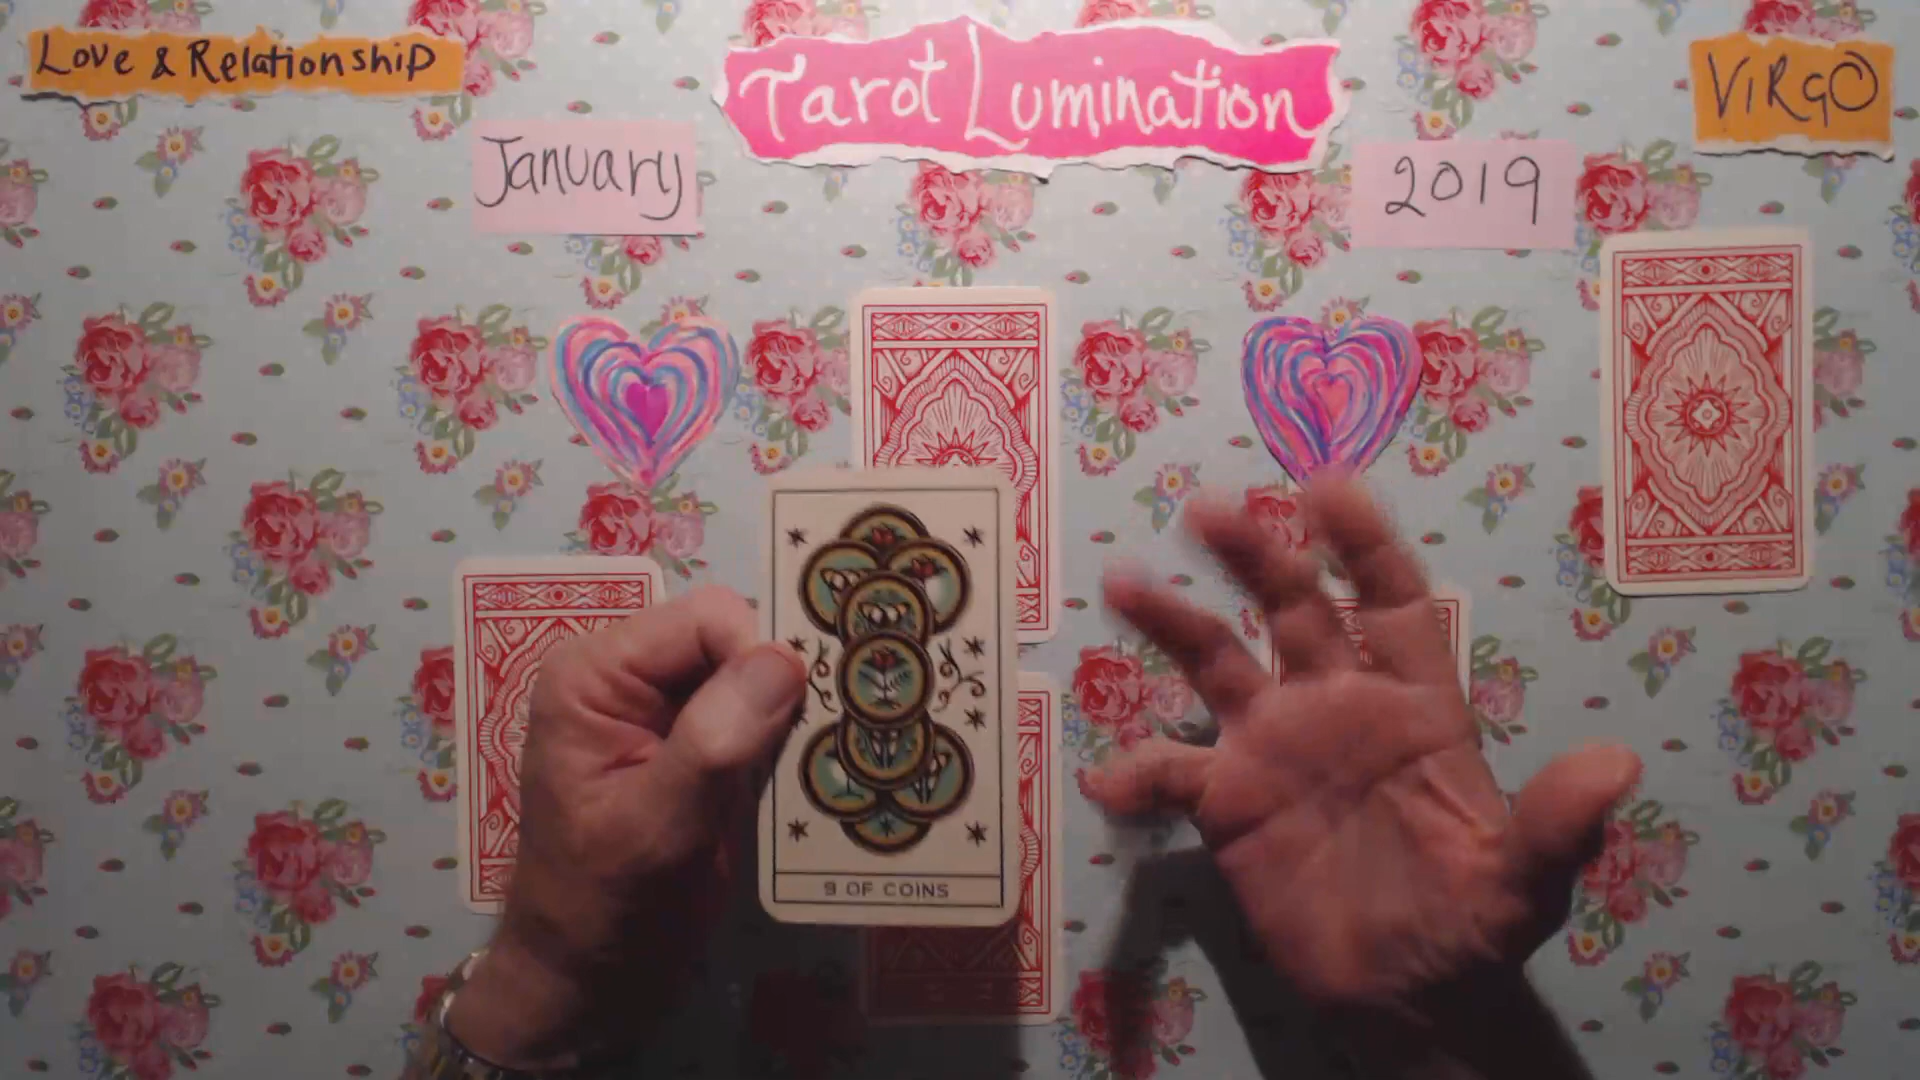 Love & Relationship
Tarot Lumination
VIRGO
January
2019
9 OF COINS